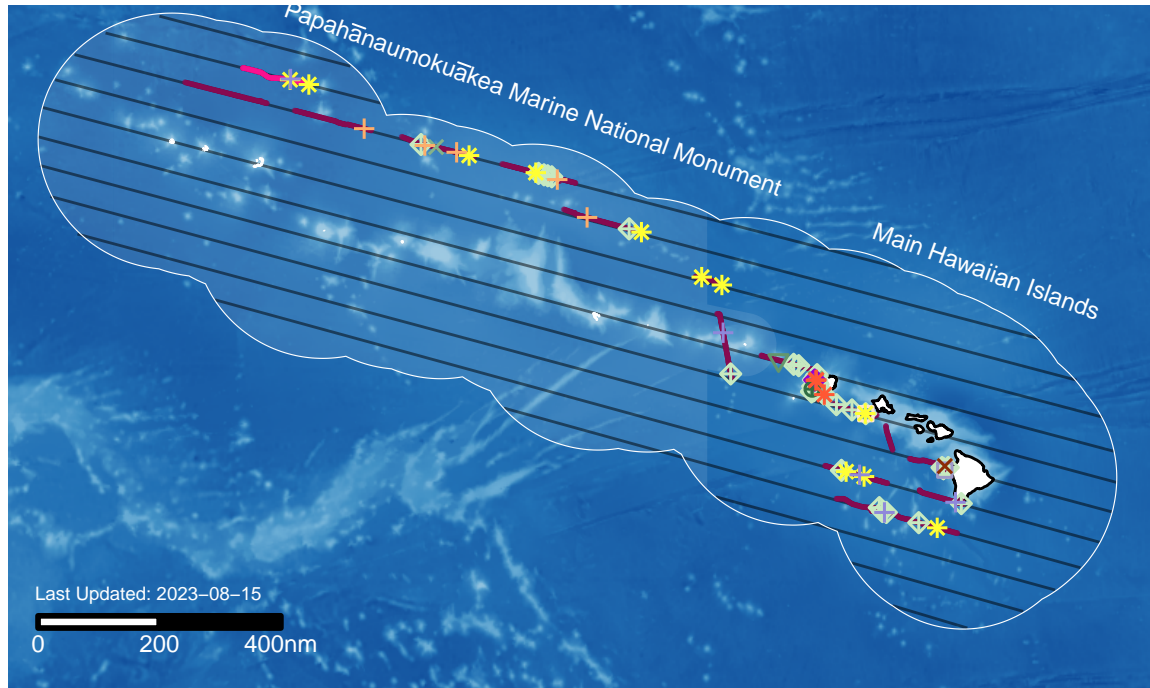 Papahānaumokuākea Marine National Monument
Main Hawaiian Islands
Last Updated: 2023−08−15
0 200 400nm